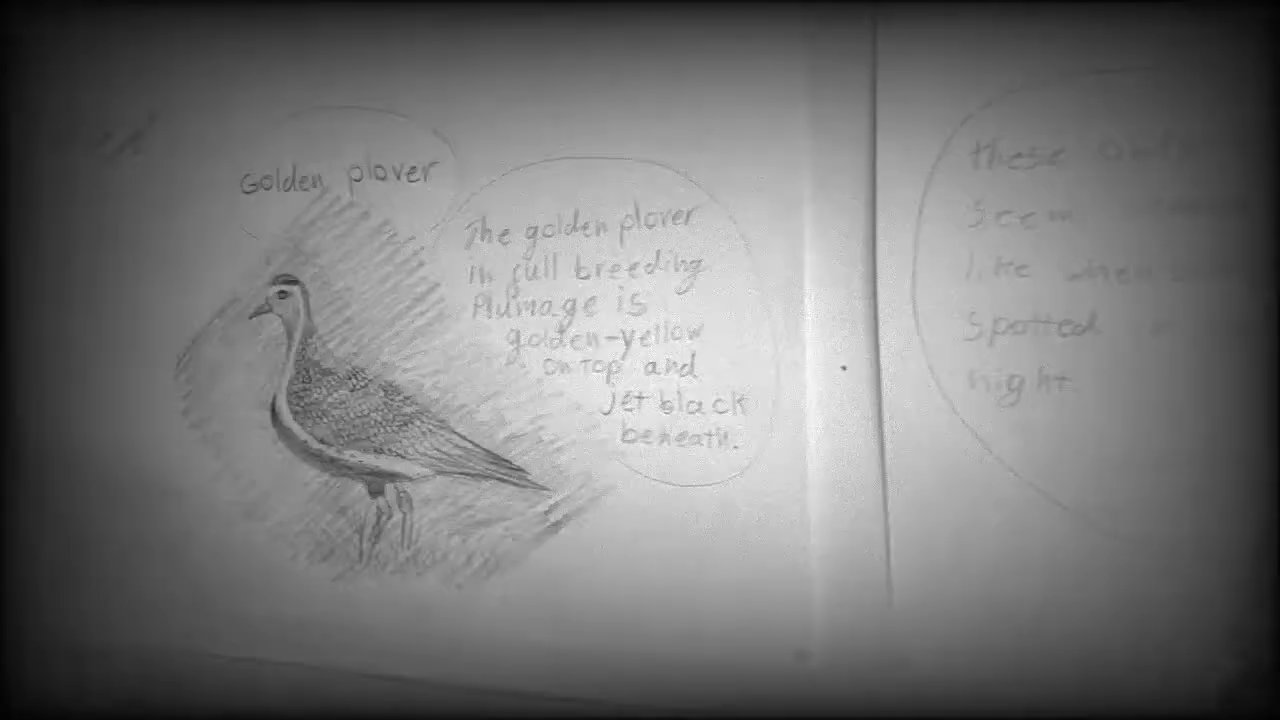 Golden plover
The golden plover
in full breeding
Plumage is
golden-yellow
on Top and
Jet black
beneath.
these
Seem
like when
Spotted
night